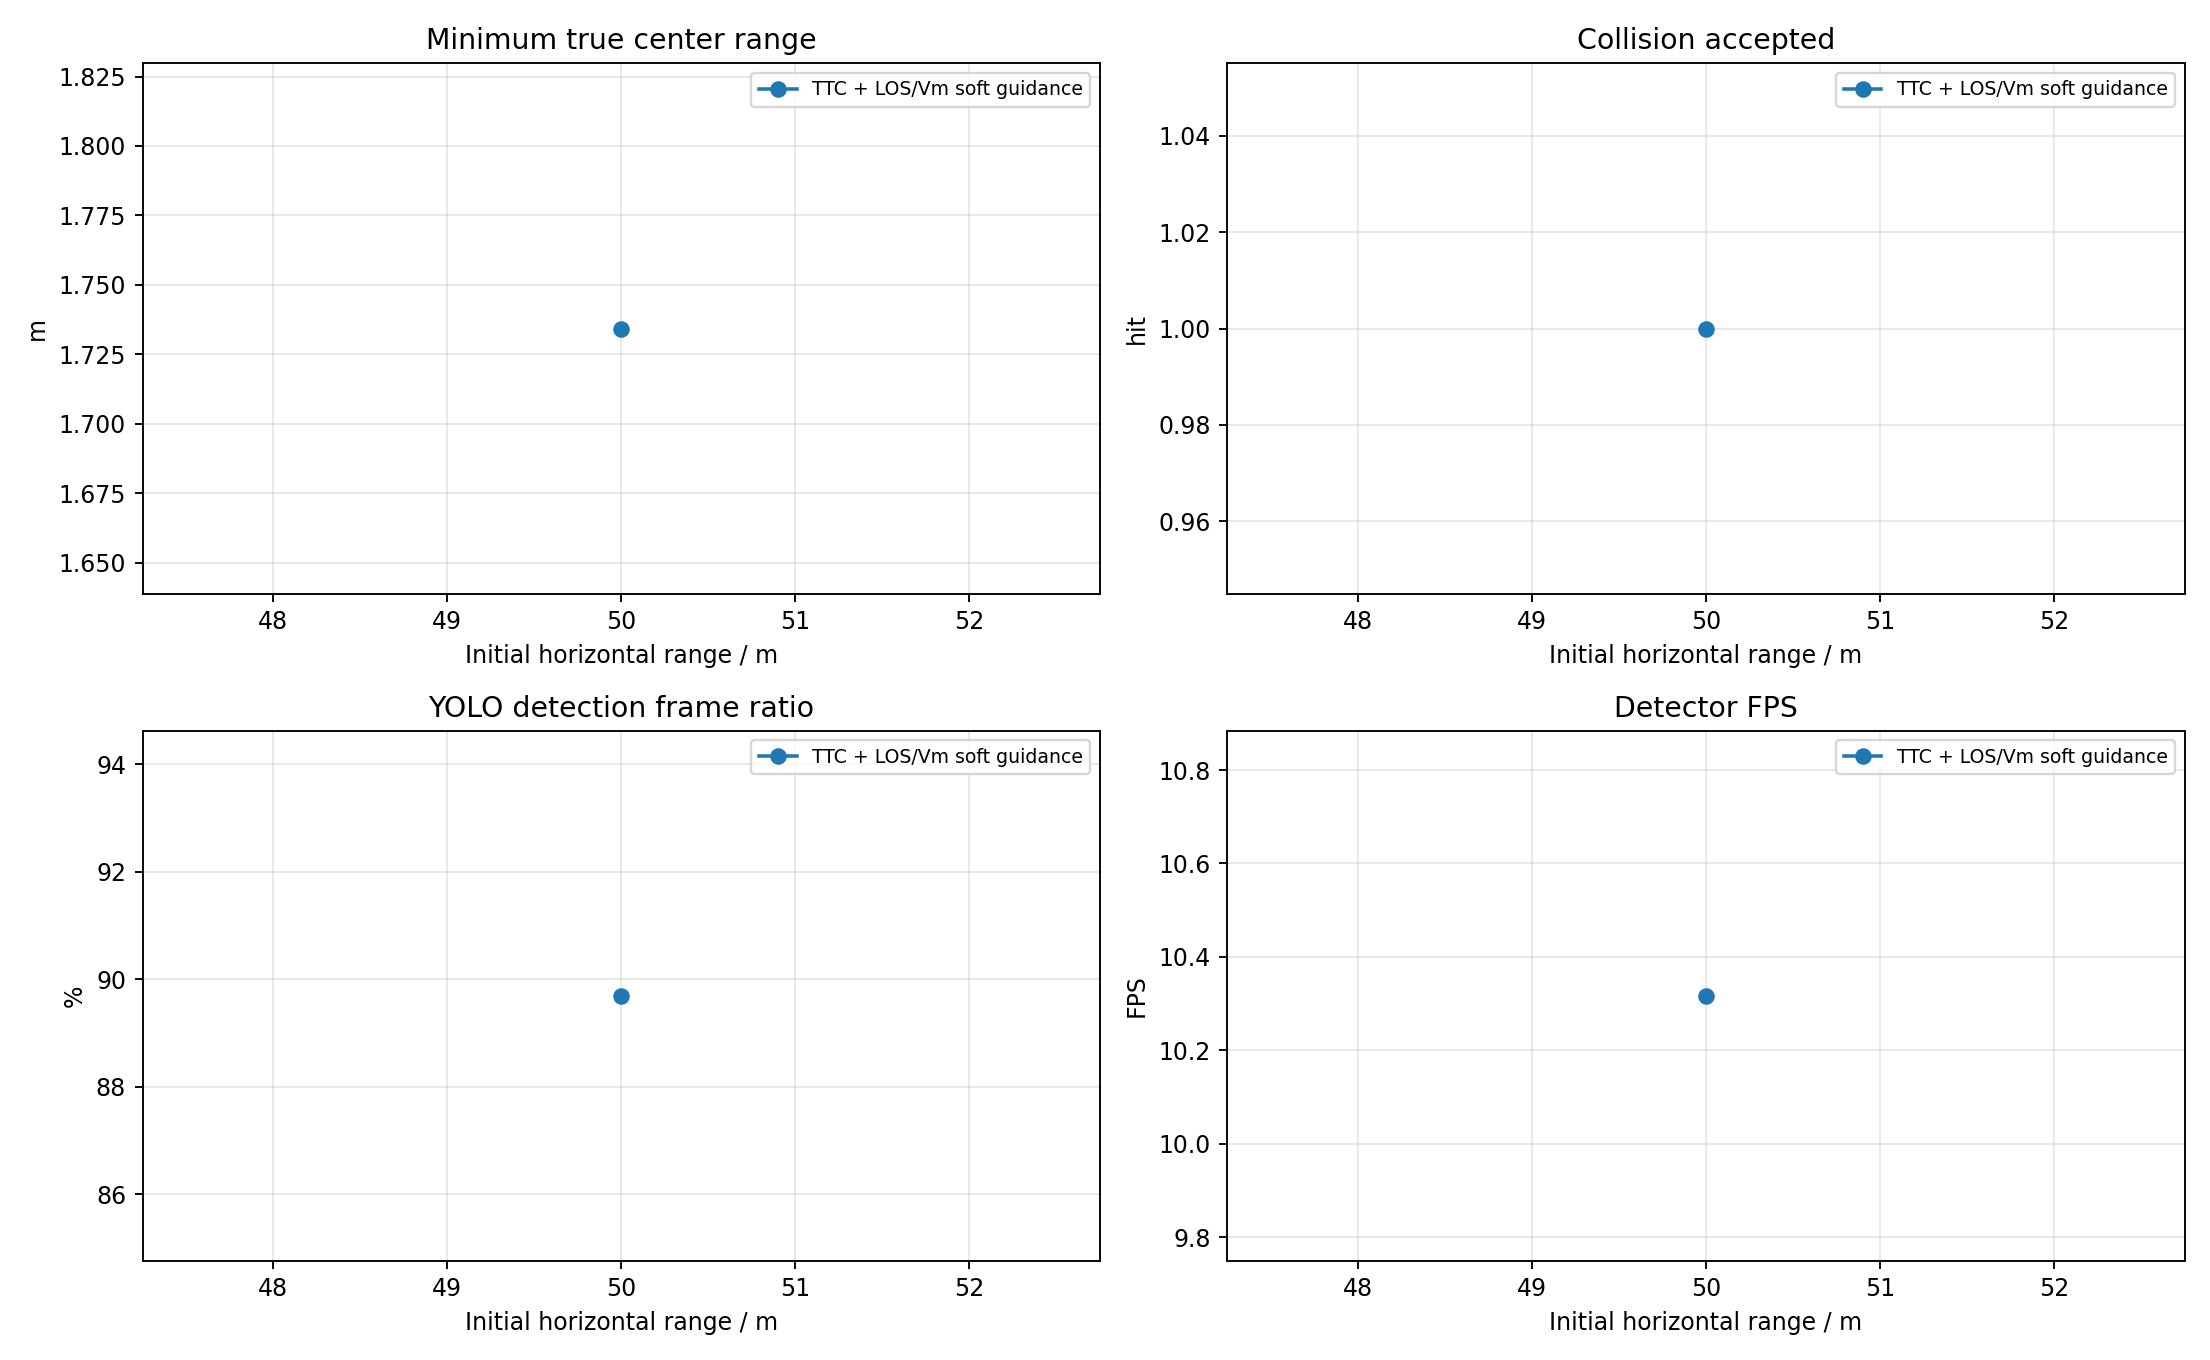 Minimum true center range
TTC + LOS/Vm soft guidance
1.825
1.800
1.775
1.750
1.725
1.700
1.675
1.650
m
48 49 50 51 52
Initial horizontal range / m
Collision accepted
TTC + LOS/Vm soft guidance
1.04
1.02
1.00
0.98
0.96
hit
48 49 50 51 52
Initial horizontal range / m
YOLO detection frame ratio
TTC + LOS/Vm soft guidance
94
92
90
88
86
%
48 49 50 51 52
Initial horizontal range / m
Detector FPS
TTC + LOS/Vm soft guidance
10.8
10.6
10.4
10.2
10.0
9.8
FPS
48 49 50 51 52
Initial horizontal range / m